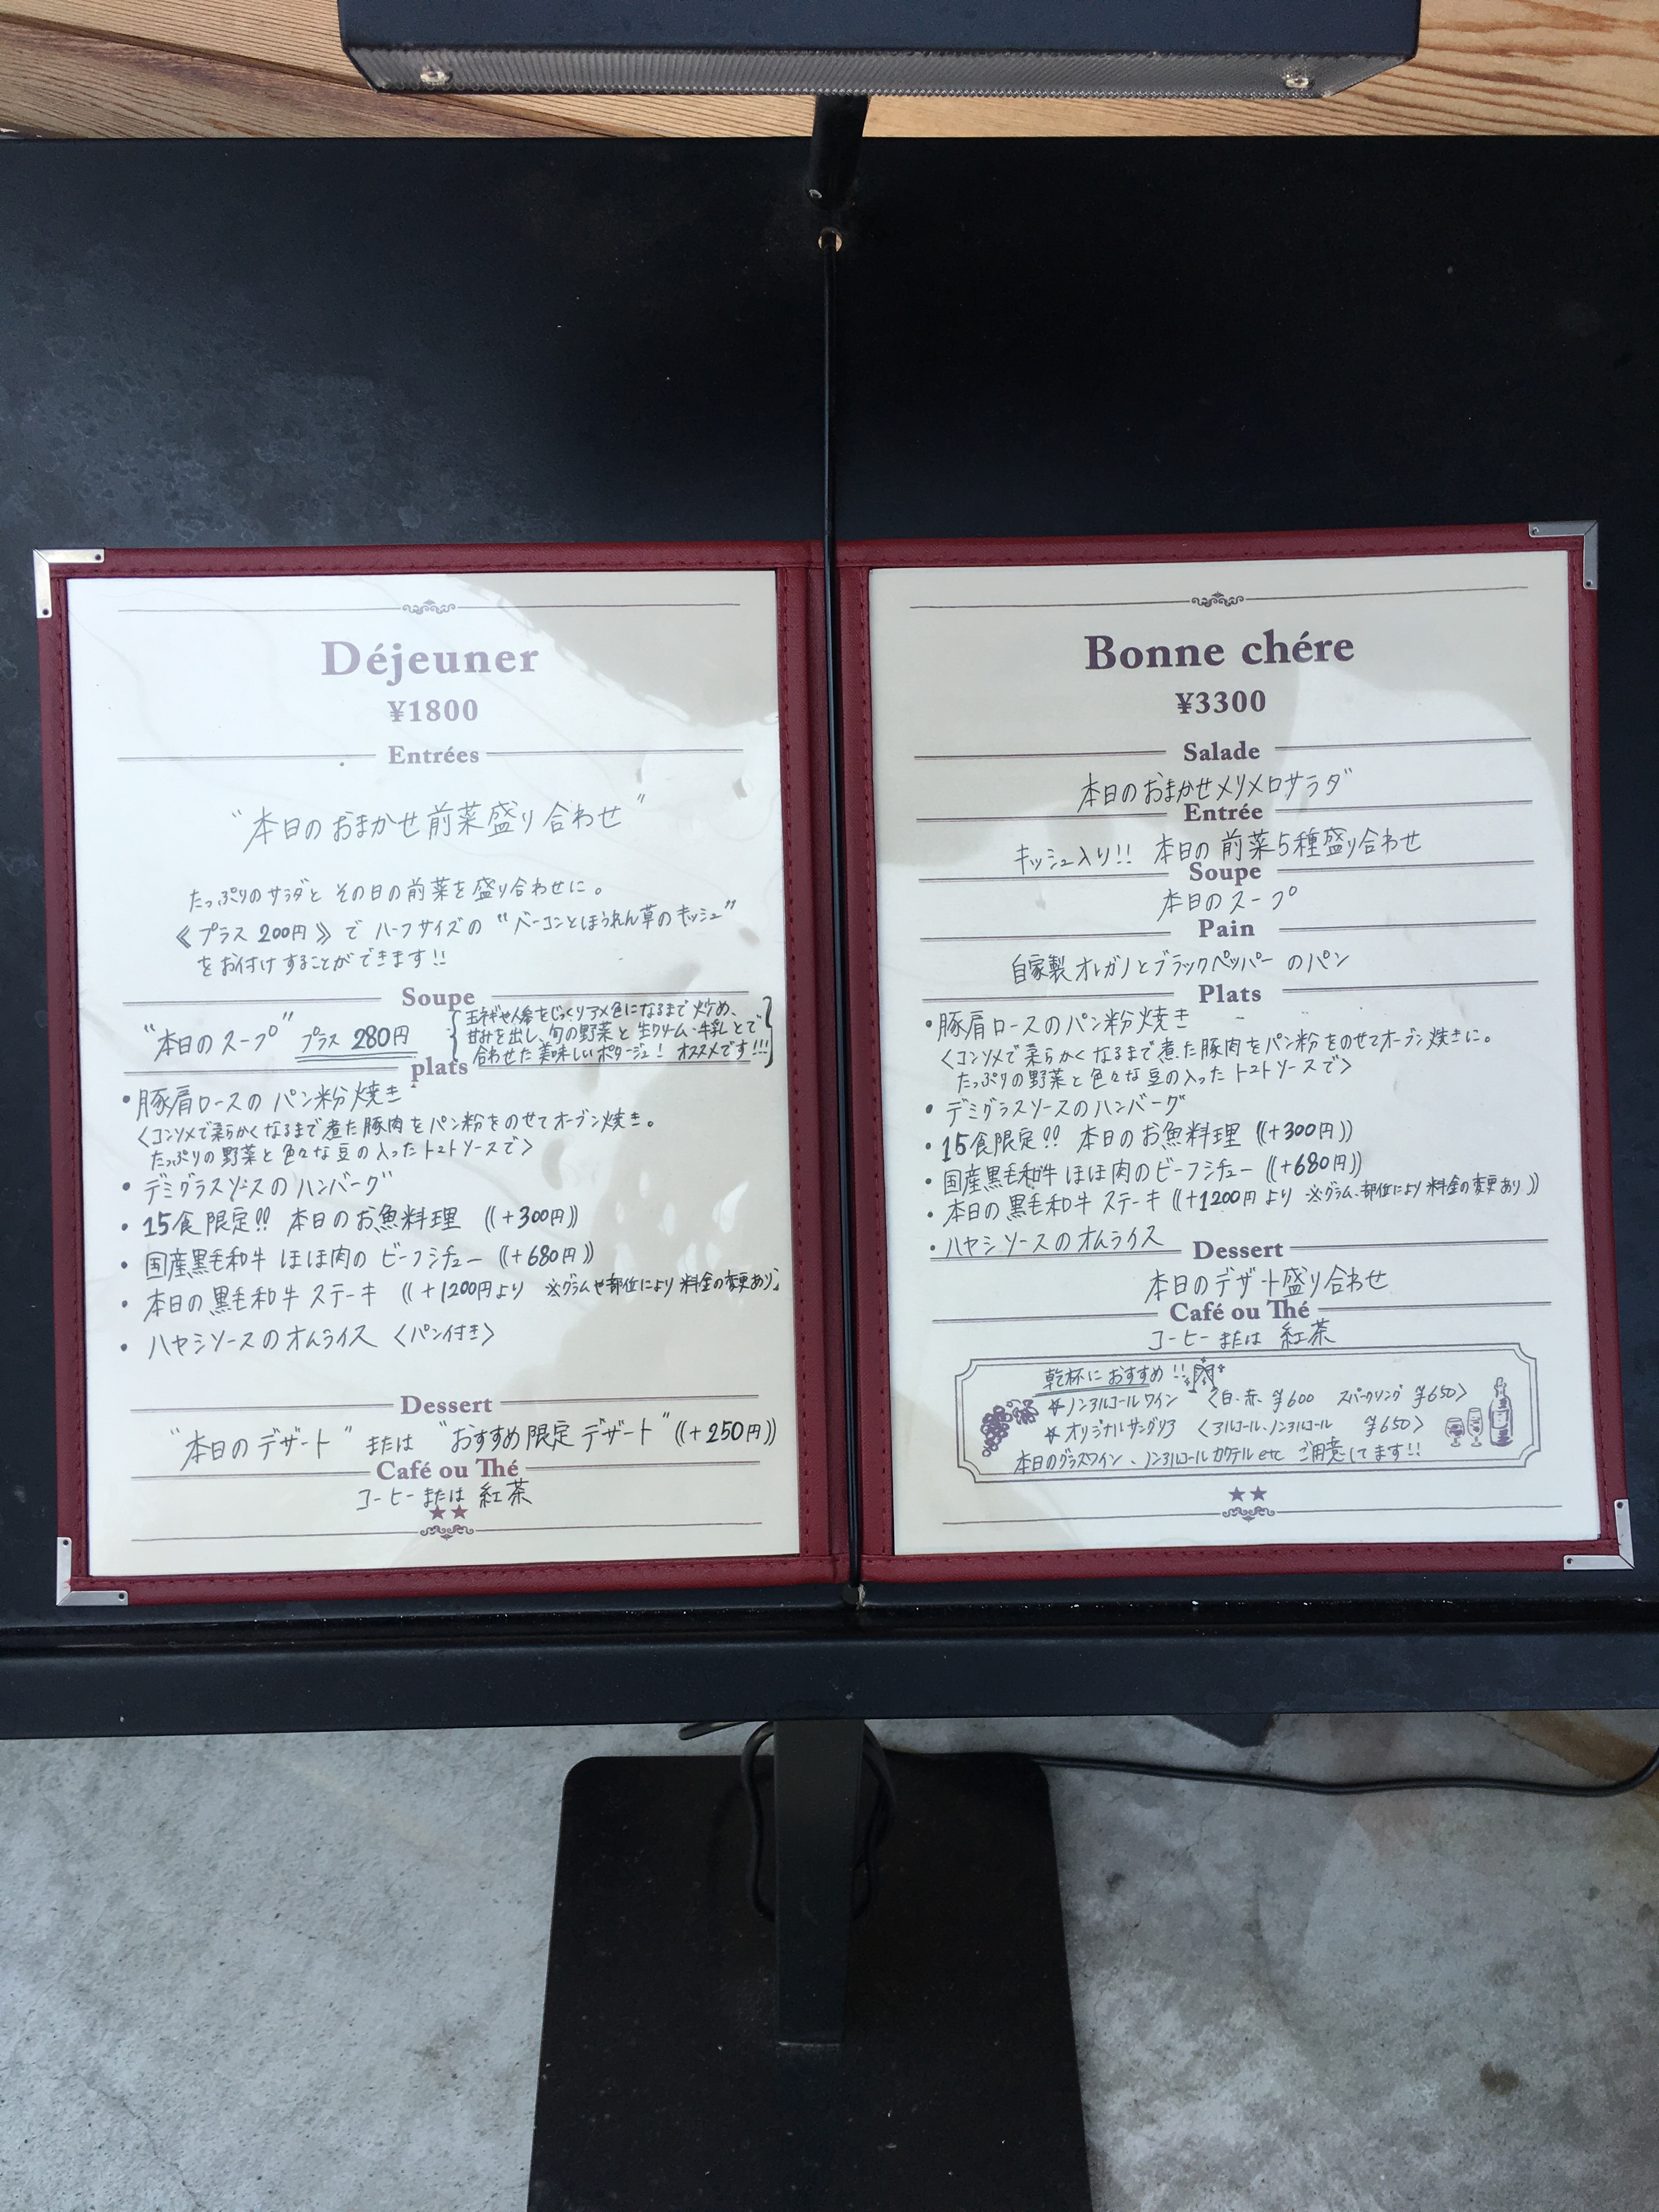 Déjeuner
¥1800
Entrées
"本日のおまかせ前菜盛り合わせ"
たっぷりのサラダと その日の前菜を盛り合わせに。
《プラス 200円》で ハーフサイズの "ベーコンとほうれん草のキッシュ"
をお付けすることができます!!
Soupe
"本日のスープ" プラス 280円
玉ネギや人参をじっくりアメ色になるまで炒め、
甘みを出し、旬の野菜と生クリーム・牛乳とで
合わせた美味しいポタージュ! オススメです!!!
plats
・豚肩ロースのパン粉焼き
〈コンソメで柔らかくなるまで煮た豚肉をパン粉をのせてオーブン焼き。
たっぷりの野菜と色々な豆の入ったトマトソースで〉
・デミグラスソースのハンバーグ
・15食限定!! 本日のお魚料理 ((+300円))
・国産黒毛和牛ほほ肉のビーフシチュー ((+680円))
・本日の黒毛和牛ステーキ ((+1200円より ※グラムや部位により料金の変更あり))
・ハヤシソースのオムライス 〈パン付き〉
Dessert
"本日のデザート" または "おすすめ限定デザート" ((+250円))
Café ou Thé
コーヒーまたは紅茶
Bonne chére
¥3300
Salade
本日のおまかせメリメロサラダ
Entrée
キッシュ入り!! 本日の前菜5種盛り合わせ
Soupe
本日のスープ
Pain
自家製オレガノとブラックペッパーのパン
Plats
・豚肩ロースのパン粉焼き
〈コンソメで柔らかくなるまで煮た豚肉をパン粉をのせてオーブン焼きに。
たっぷりの野菜と色々な豆の入ったトマトソースで〉
・デミグラスソースのハンバーグ
・15食限定!! 本日のお魚料理 ((+300円))
・国産黒毛和牛ほほ肉のビーフシチュー ((+680円))
・本日の黒毛和牛ステーキ ((+1200円より ※グラム、部位により料金の変更あり))
・ハヤシソースのオムライス
Dessert
本日のデザート盛り合わせ
Café ou Thé
コーヒーまたは紅茶
乾杯におすすめ!!
☆ノンアルコールワイン 〈白、赤、¥600 スパークリング ¥650〉
☆オリジナルサングリア 〈アルコール、ノンアルコール ¥650〉
本日のグラスワイン、ノンアルコールカクテルetc ご用意してます!!